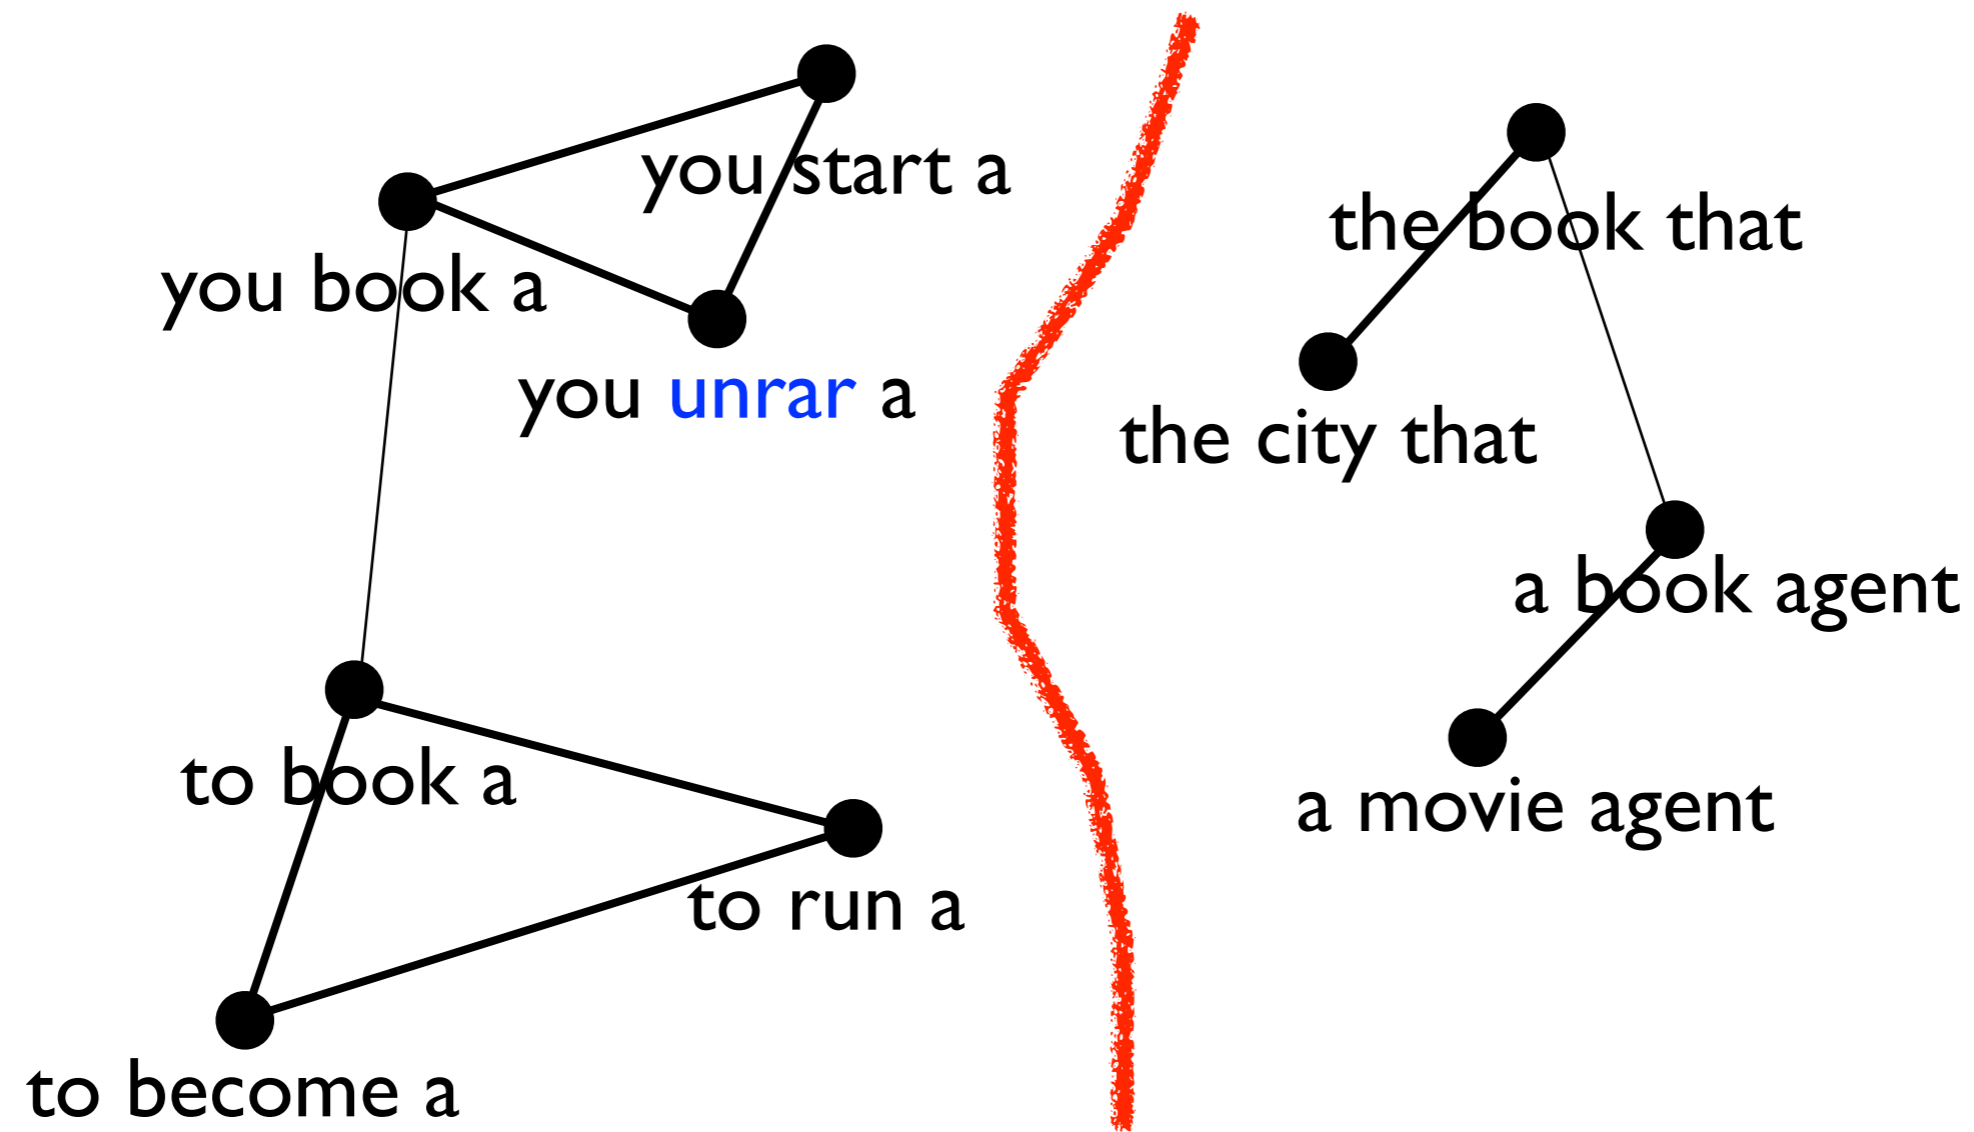 you start a
you book a
you unrar a
to book a
to run a
to become a
the book that
the city that
a book agent
a movie agent